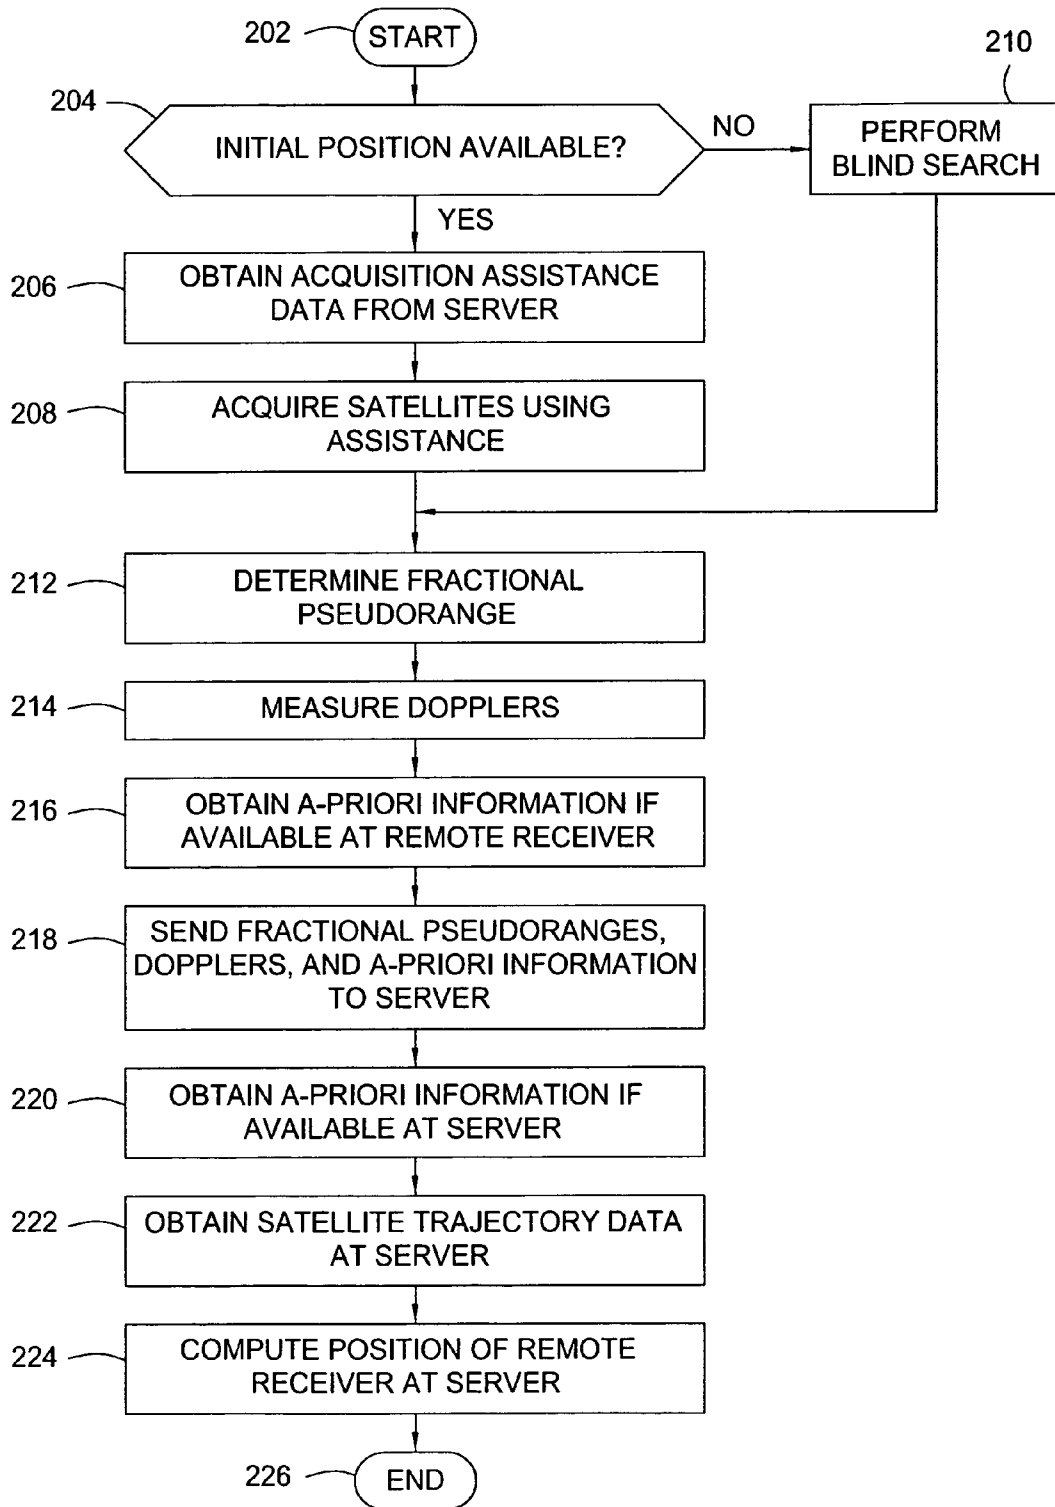 202
START
210
204
INITIAL POSITION AVAILABLE?
NO
PERFORM
BLIND SEARCH
YES
206
OBTAIN ACQUISITION ASSISTANCE
DATA FROM SERVER
208
ACQUIRE SATELLITES USING
ASSISTANCE
212
DETERMINE FRACTIONAL
PSEUDORANGE
214
MEASURE DOPPLERS
216
OBTAIN A-PRIORI INFORMATION IF
AVAILABLE AT REMOTE RECEIVER
218
SEND FRACTIONAL PSEUDORANGES,
DOPPLERS, AND A-PRIORI INFORMATION
TO SERVER
220
OBTAIN A-PRIORI INFORMATION IF
AVAILABLE AT SERVER
222
OBTAIN SATELLITE TRAJECTORY DATA
AT SERVER
224
COMPUTE POSITION OF REMOTE
RECEIVER AT SERVER
226
END